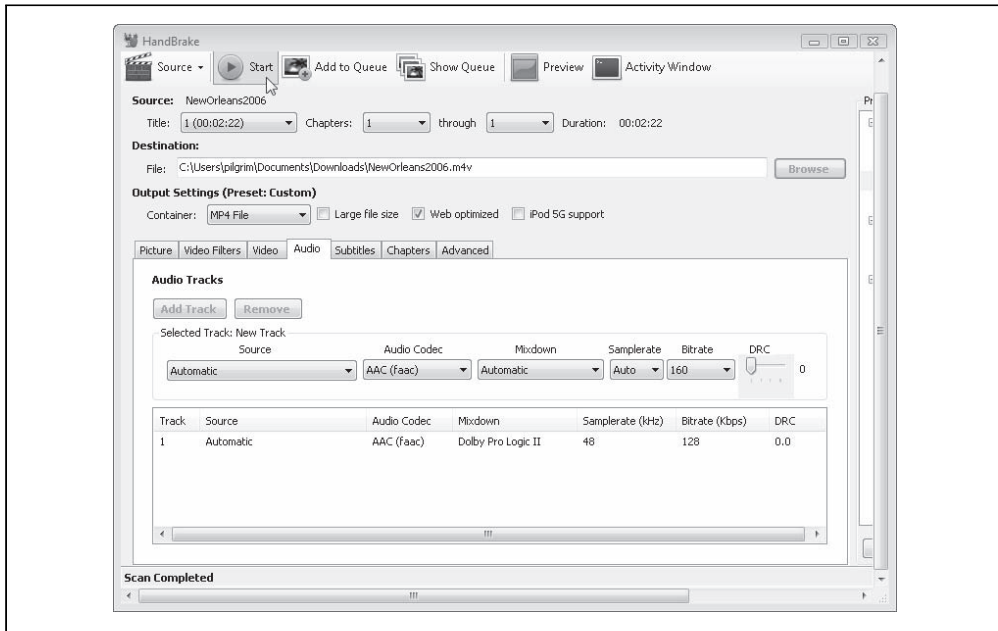 HandBrake
Source Start Add to Queue Show Queue Preview Activity Window
Source: NewOrleans2006
Title: 1 (00:02:22) Chapters: 1 through 1 Duration: 00:02:22
Destination:
File: C:\Users\pilgrim\Documents\Downloads\NewOrleans2006.m4v Browse
Output Settings (Preset: Custom)
Container: MP4 File Large file size Web optimized iPod 5G support
Picture Video Filters Video Audio Subtitles Chapters Advanced
Audio Tracks
Add Track Remove
Selected Track: New Track
Source Audio Codec Mixdown Samplerate Bitrate DRC
Automatic AAC (faac) Automatic Auto 160 0
Track Source Audio Codec Mixdown Samplerate (kHz) Bitrate (Kbps) DRC
1 Automatic AAC (faac) Dolby Pro Logic II 48 128 0.0
Scan Completed